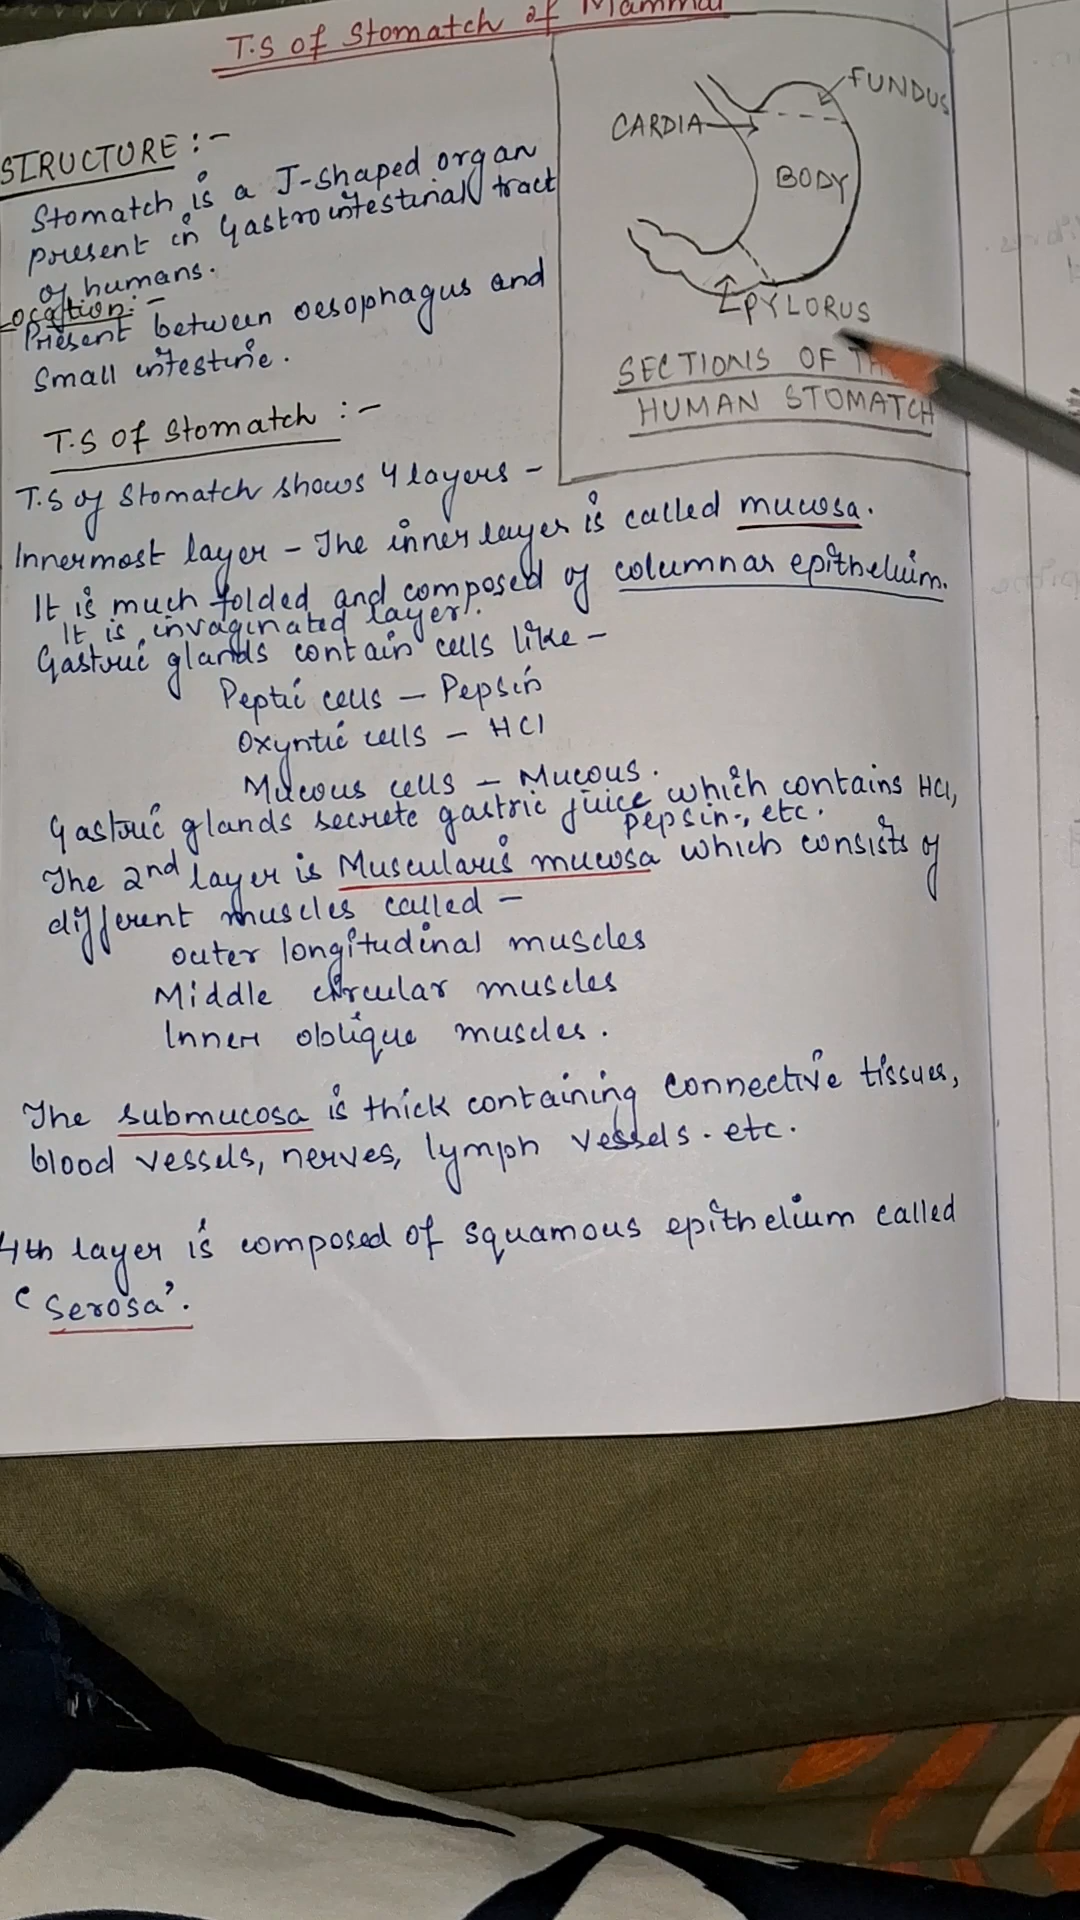 T.S of Stomatch of Mammal
STRUCTURE :-
Stomatch is a J-shaped organ
present in Gastrointestinal tract
of humans.
Location:-
Present between oesophagus and
Small intestine.
FUNDUS
CARDIA
BODY
PYLORUS
SECTIONS OF
HUMAN STOMATCH
T.S Of Stomatch :-
T.S of Stomatch shows 4 layers -
Innermost layer - The inner layer is called mucosa.
It is much folded and composed of columnar epithelium.
It is invaginated layer.
Gastric glands contain cells like -
Peptic cells - Pepsin
Oxyntic cells - HCl
Mucous cells - Mucous.
Gastric glands secrete gastric juice which contains HCl,
pepsin., etc.
The 2nd layer is Muscularis mucosa which consists of
different muscles called -
outer longitudinal muscles
Middle circular muscles
Inner oblique muscles.
The submucosa is thick containing connective tissues,
blood vessels, nerves, lymph vessels. etc.
4th layer is composed of squamous epithelium called
'Serosa'.